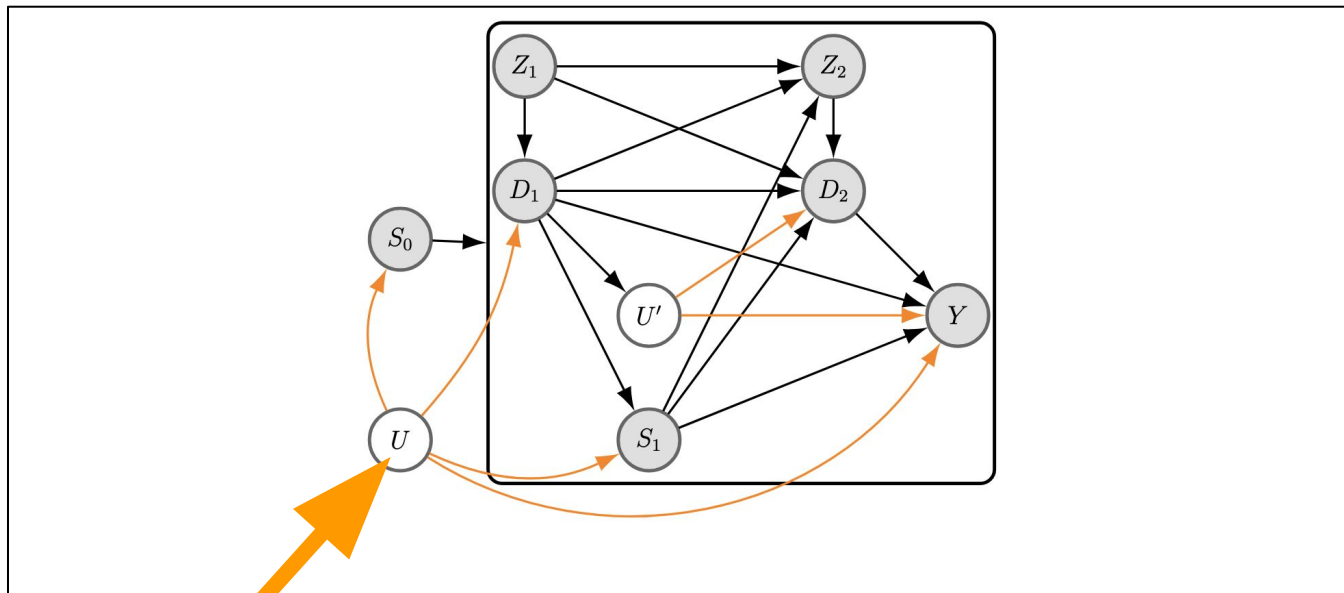 Z₁ Z₂
D₁ D₂
S₀
U′ Y
U S₁